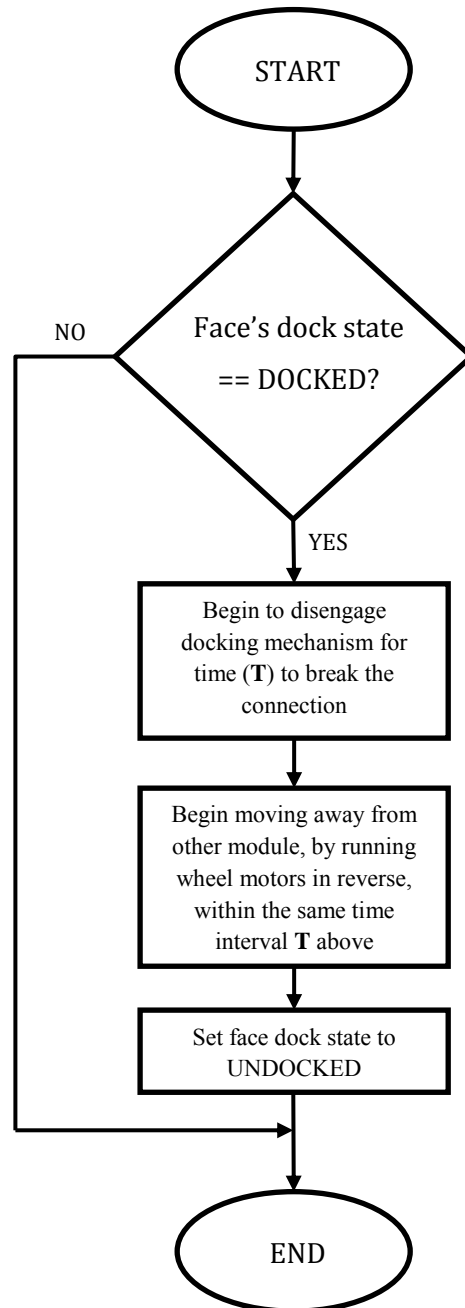 START
Face’s dock state
== DOCKED?
NO
YES
Begin to disengage
docking mechanism for
time (T) to break the
connection
Begin moving away from
other module, by running
wheel motors in reverse,
within the same time
interval T above
Set face dock state to
UNDOCKED
END